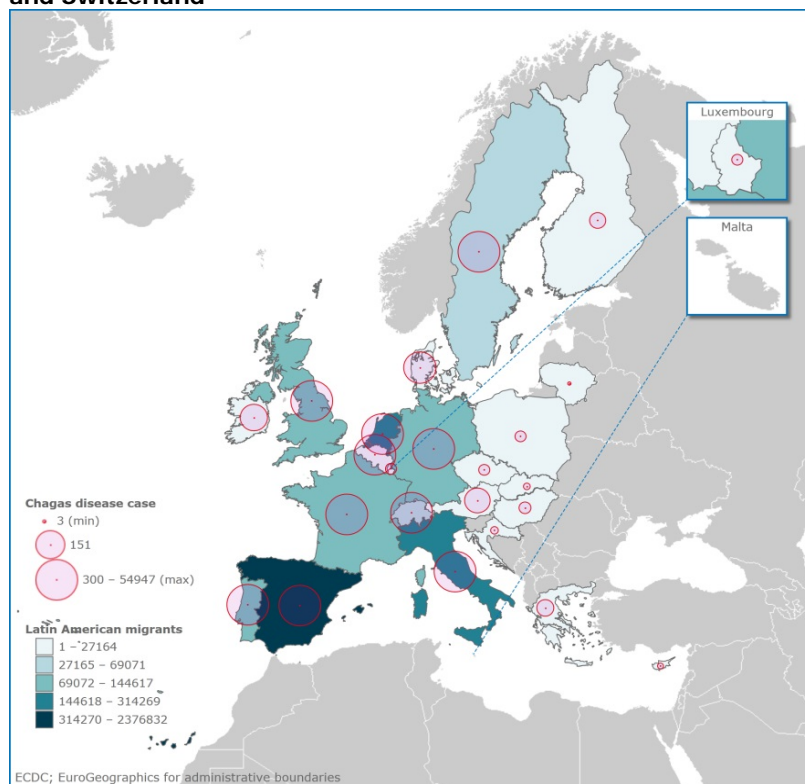 and Switzerland
Luxembourg
Malta
Chagas disease case
3 (min)
151
300 – 54947 (max)
Latin American migrants
1 – 27164
27165 – 69071
69072 – 144617
144618 – 314269
314270 – 2376832
ECDC; EuroGeographics for administrative boundaries